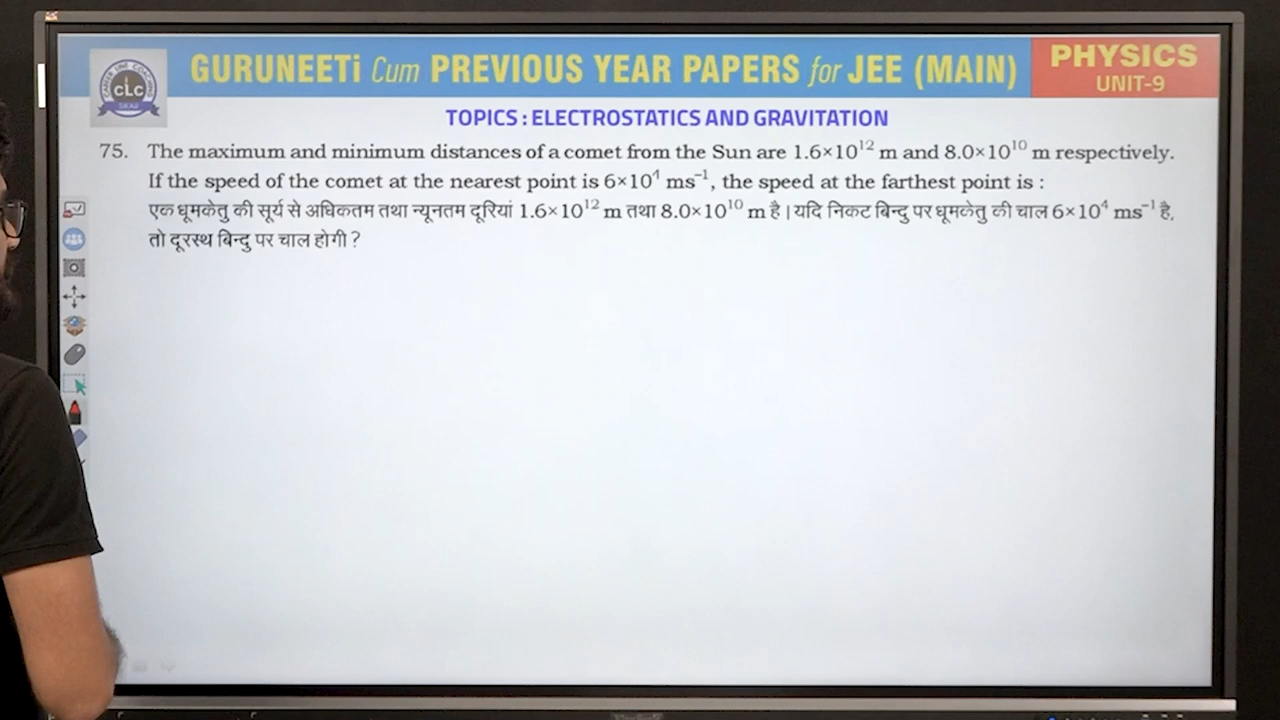 GURUNEETi Cum PREVIOUS YEAR PAPERS for JEE (MAIN)
PHYSICS
UNIT-9
CLC
TOPICS : ELECTROSTATICS AND GRAVITATION
75. The maximum and minimum distances of a comet from the Sun are 1.6×10¹² m and 8.0×10¹⁰ m respectively.
If the speed of the comet at the nearest point is 6×10⁴ ms⁻¹, the speed at the farthest point is :
एक धूमकेतु की सूर्य से अधिकतम तथा न्यूनतम दूरियां 1.6×10¹² m तथा 8.0×10¹⁰ m है। यदि निकट बिन्दु पर धूमकेतु की चाल 6×10⁴ ms⁻¹ है,
तो दूरस्थ बिन्दु पर चाल होगी ?